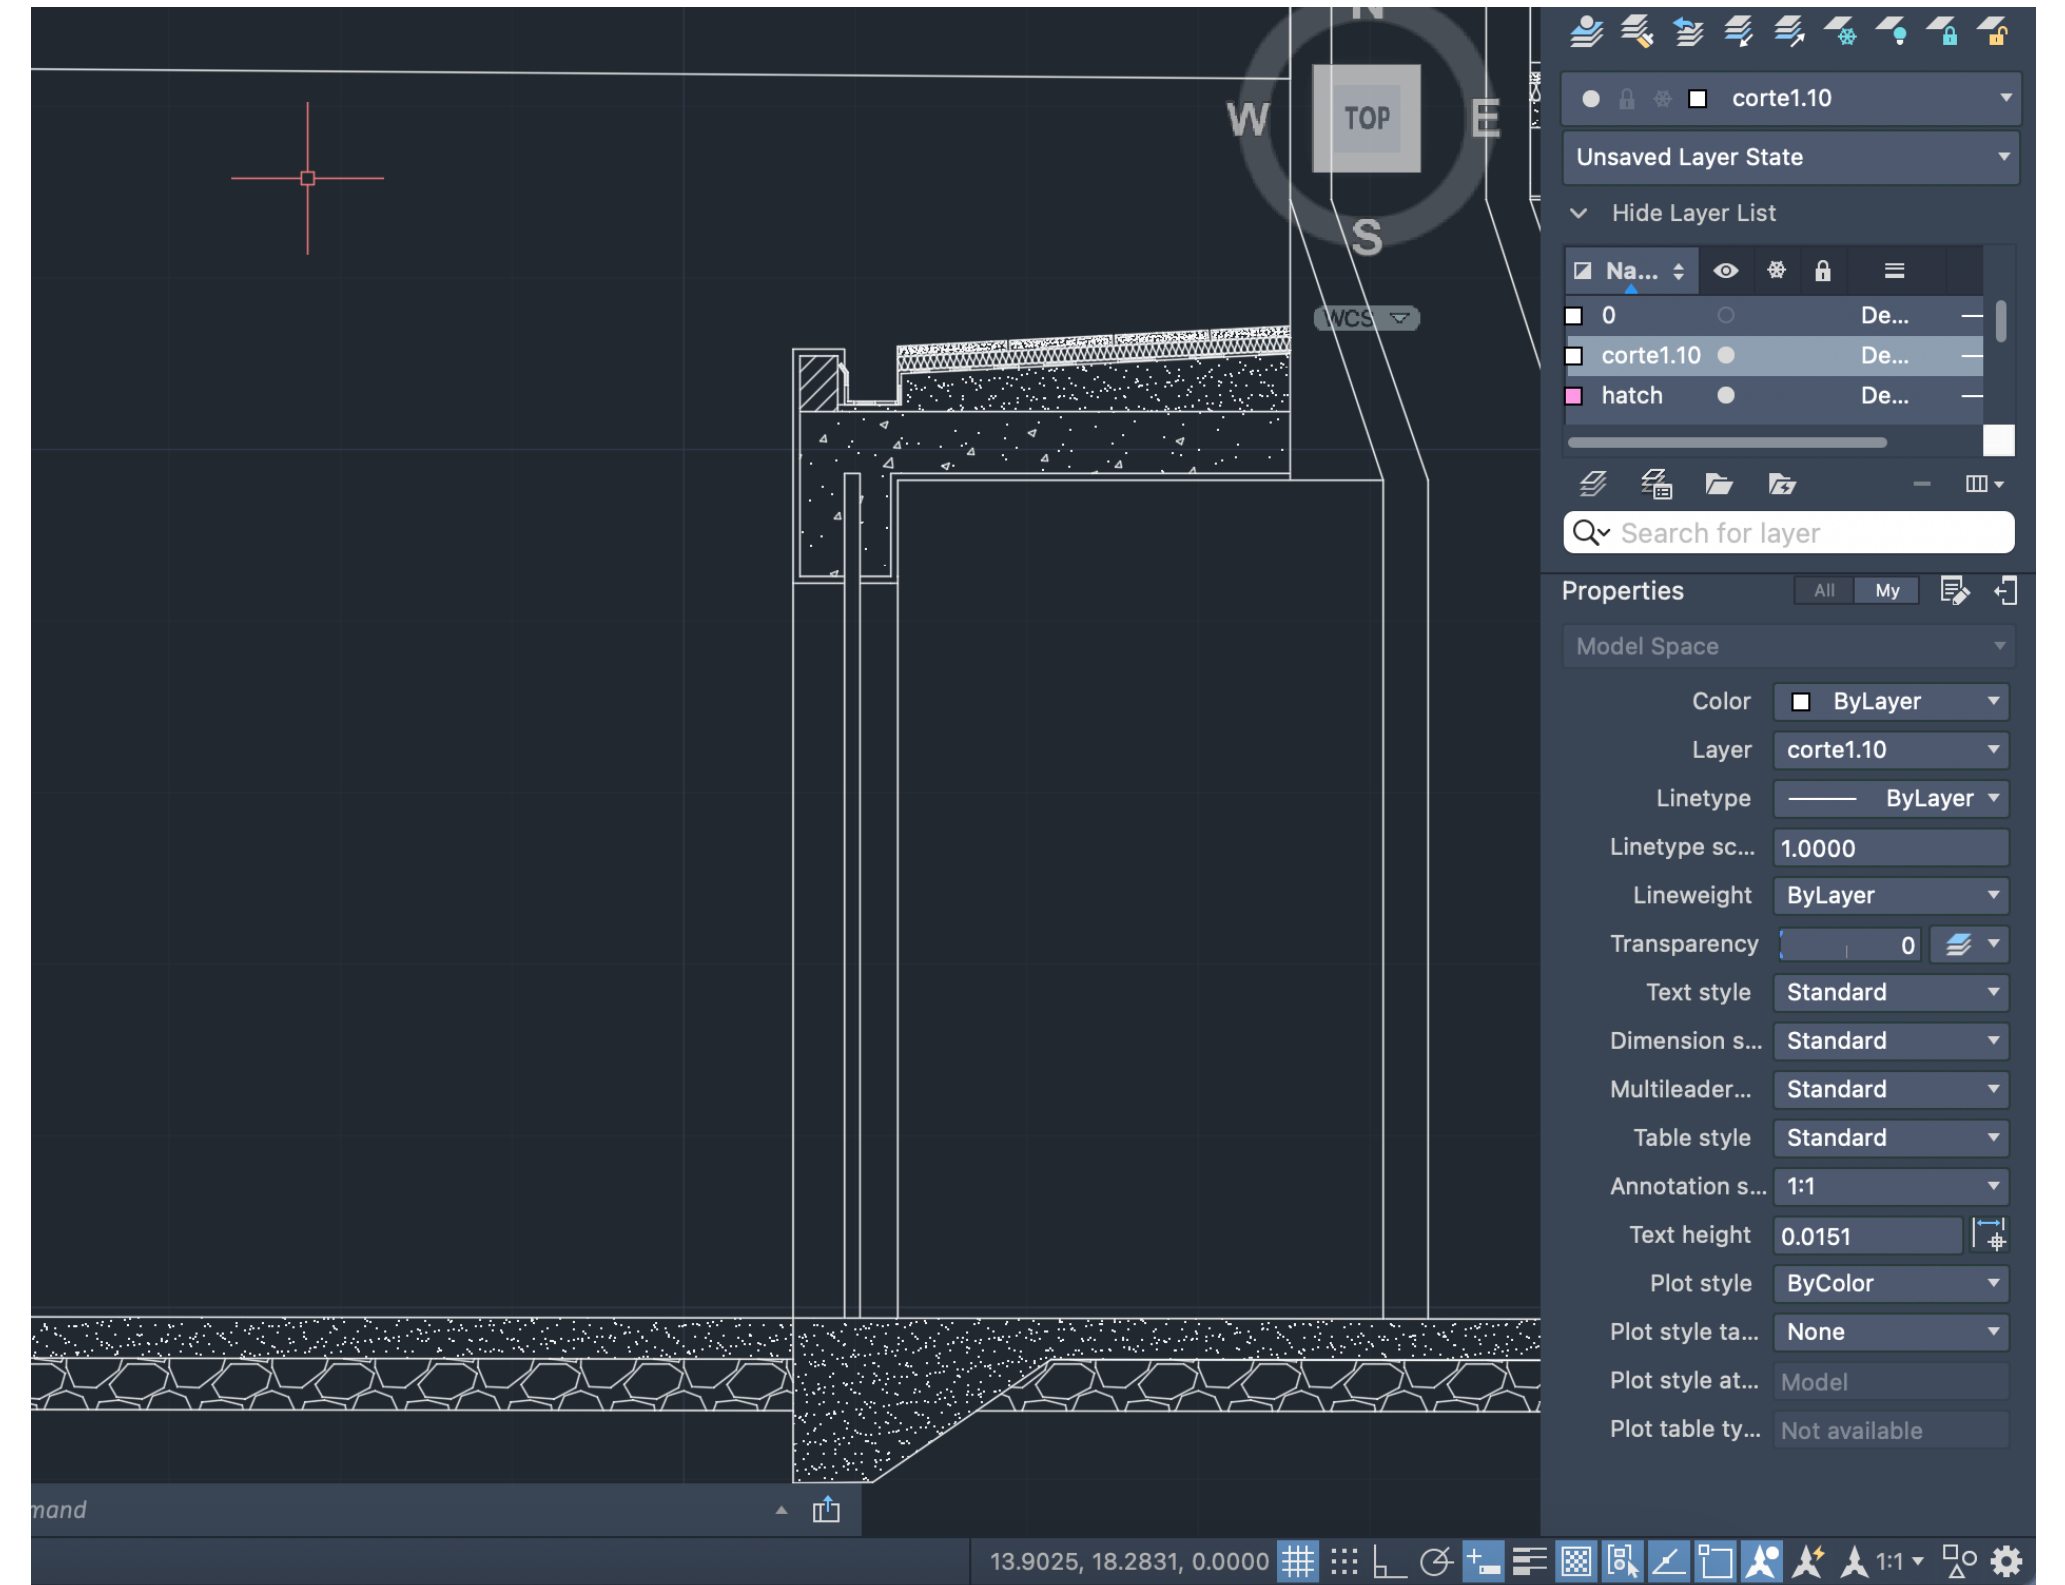 N
W
TOP
E
S
WCS
corte1.10
Unsaved Layer State
Hide Layer List
Na...
0 De...
corte1.10 De...
hatch De...
Search for layer
Properties All My
Model Space
Color ByLayer
Layer corte1.10
Linetype ByLayer
Linetype sc... 1.0000
Lineweight ByLayer
Transparency 0
Text style Standard
Dimension s... Standard
Multileader... Standard
Table style Standard
Annotation s... 1:1
Text height 0.0151
Plot style ByColor
Plot style ta... None
Plot style at... Model
Plot table ty... Not available
mand
13.9025, 18.2831, 0.0000 1:1